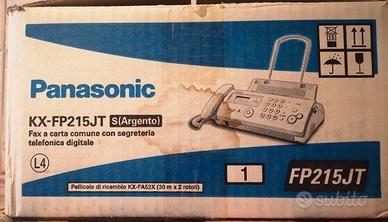 Panasonic
KX-FP215JT S(Argento)
Fax a carta comune con segreteria
telefonica digitale
L4
Pellicola di ricambio KX-FA52X (30 m x 2 rotoli)
1
FP215JT
subito